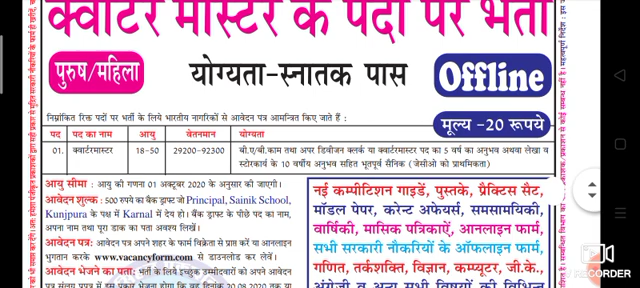 क्वाटर मास्टर के पदों पर भर्ती
पुरुष/महिला
योग्यता-स्नातक पास
Offline
मूल्य -20 रूपये
निम्नांकित रिक्त पदों पर भर्ती के लिये भारतीय नागरिकों से आवेदन पत्र आमन्त्रित किए जाते हैं :
पद पद का नाम आयु वेतनमान योग्यता
01. क्वार्टरमास्टर 18-50 29200-92300 बी.ए/बी.काम तथा अपर डिवीजन क्लर्क या क्वार्टरमास्टर पद का 5 वर्ष का अनुभव अथवा लेखा व
स्टोरकार्य के 10 वर्षीय अनुभव सहित भूतपूर्व सैनिक (जेसीओ को प्राथमिकता)
आयु सीमा : आयु की गणना 01 अक्टूबर 2020 के अनुसार की जाएगी।
आवेदन शुल्क : 500 रुपये का बैंक ड्राफ्ट जो Principal, Sainik School,
Kunjpura के पक्ष में Karnal में देय हो। बैंक ड्राफ्ट के पीछे पद का नाम,
अपना नाम तथा पूरा डाक का पता अवश्य लिखें।
आवेदन पत्र: आवेदन पत्र अपने शहर के फार्म विक्रेता से प्राप्त करें या आनलाइन
भुगतान करके www.vacancyform.com से डाउनलोड कर लेवें।
आवेदन भेजने का पता: भर्ती के लिये इच्छुक उम्मीदवारों को अपने आवेदन
नई कम्पीटिशन गाइडें, पुस्तकें, प्रैक्टिस सैट,
मॉडल पेपर, करेन्ट अफेयर्स, समसामयिकी,
वार्षिकी, मासिक पत्रिकाऐं, आनलाइन फार्म,
सभी सरकारी नौकरियों के ऑफलाइन फार्म,
गणित, तर्कशक्ति, विज्ञान, कम्प्यूटर, जी.के.,
अंग्रेजी व अन्य सभी विषयों की विभिन्न
RECORDER